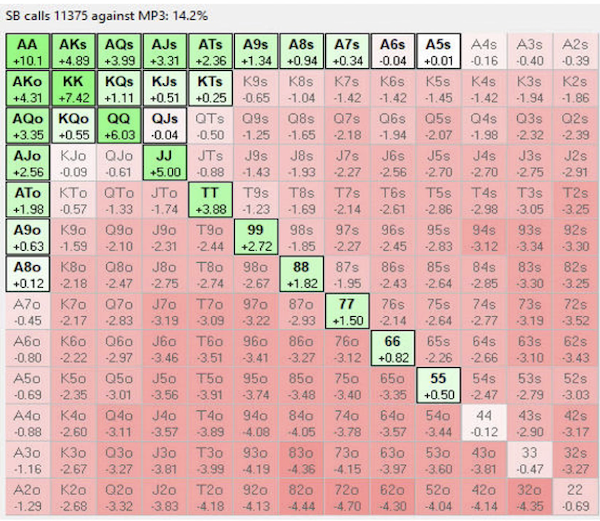 SB calls 11375 against MP3: 14.2%
AA AKs AQs AJs ATs A9s A8s A7s A6s A5s A4s A3s A2s
+10.1 +4.89 +3.99 +3.31 +2.36 +1.34 +0.94 +0.34 -0.04 +0.01 -0.16 -0.40 -0.39
AKo KK KQs KJs KTs K9s K8s K7s K6s K5s K4s K3s K2s
+4.31 +7.42 +1.11 +0.51 +0.25 -0.65 -1.04 -1.42 -1.42 -1.45 -1.42 -1.94 -1.86
AQo KQo QQ QJs QTs Q9s Q8s Q7s Q6s Q5s Q4s Q3s Q2s
+3.35 +0.55 +6.03 -0.04 -0.50 -1.25 -1.65 -2.18 -1.94 -2.07 -1.98 -2.32 -2.39
AJo KJo QJo JJ JTs J9s J8s J7s J6s J5s J4s J3s J2s
+2.56 -0.09 -0.61 +5.00 -0.88 -1.43 -1.93 -2.27 -2.56 -2.70 -2.70 -2.75 -2.91
ATo KTo QTo JTo TT T9s T8s T7s T6s T5s T4s T3s T2s
+1.98 -0.57 -1.33 -1.74 +3.88 -1.23 -1.69 -2.14 -2.61 -2.86 -2.98 -3.05 -3.25
A9o K9o Q9o J9o T9o 99 98s 97s 96s 95s 94s 93s 92s
+0.63 -1.59 -2.10 -2.31 -2.44 +2.72 -1.85 -2.27 -2.45 -2.83 -3.12 -3.34 -3.30
A8o K8o Q8o J8o T8o 98o 88 87s 86s 85s 84s 83s 82s
+0.12 -2.18 -2.47 -2.75 -2.74 -2.67 +1.82 -1.95 -2.43 -2.64 -2.85 -3.30 -3.25
A7o K7o Q7o J7o T7o 97o 87o 77 76s 75s 74s 73s 72s
-0.45 -2.17 -2.83 -3.19 -3.09 -3.22 -2.93 +1.50 -2.14 -2.64 -2.77 -3.19 -3.52
A6o K6o Q6o J6o T6o 96o 86o 76o 66 65s 64s 63s 62s
-0.80 -2.22 -2.97 -3.46 -3.51 -3.41 -3.27 -3.12 +0.82 -2.26 -2.66 -3.10 -3.43
A5o K5o Q5o J5o T5o 95o 85o 75o 65o 55 54s 53s 52s
-0.69 -2.35 -3.01 -3.56 -3.91 -3.74 -3.48 -3.40 -3.35 +0.50 -2.47 -2.79 -3.03
A4o K4o Q4o J4o T4o 94o 84o 74o 64o 54o 44 43s 42s
-0.88 -2.60 -3.11 -3.57 -3.89 -4.08 -4.05 -3.78 -3.57 -3.44 -0.12 -2.90 -3.17
A3o K3o Q3o J3o T3o 93o 83o 73o 63o 53o 43o 33 32s
-1.16 -2.67 -3.27 -3.81 -3.99 -4.19 -4.36 -4.15 -3.97 -3.60 -3.81 -0.47 -3.27
A2o K2o Q2o J2o T2o 92o 82o 72o 62o 52o 42o 32o 22
-1.29 -2.68 -3.32 -3.83 -4.18 -4.13 -4.44 -4.70 -4.30 -4.04 -4.14 -4.35 -0.69